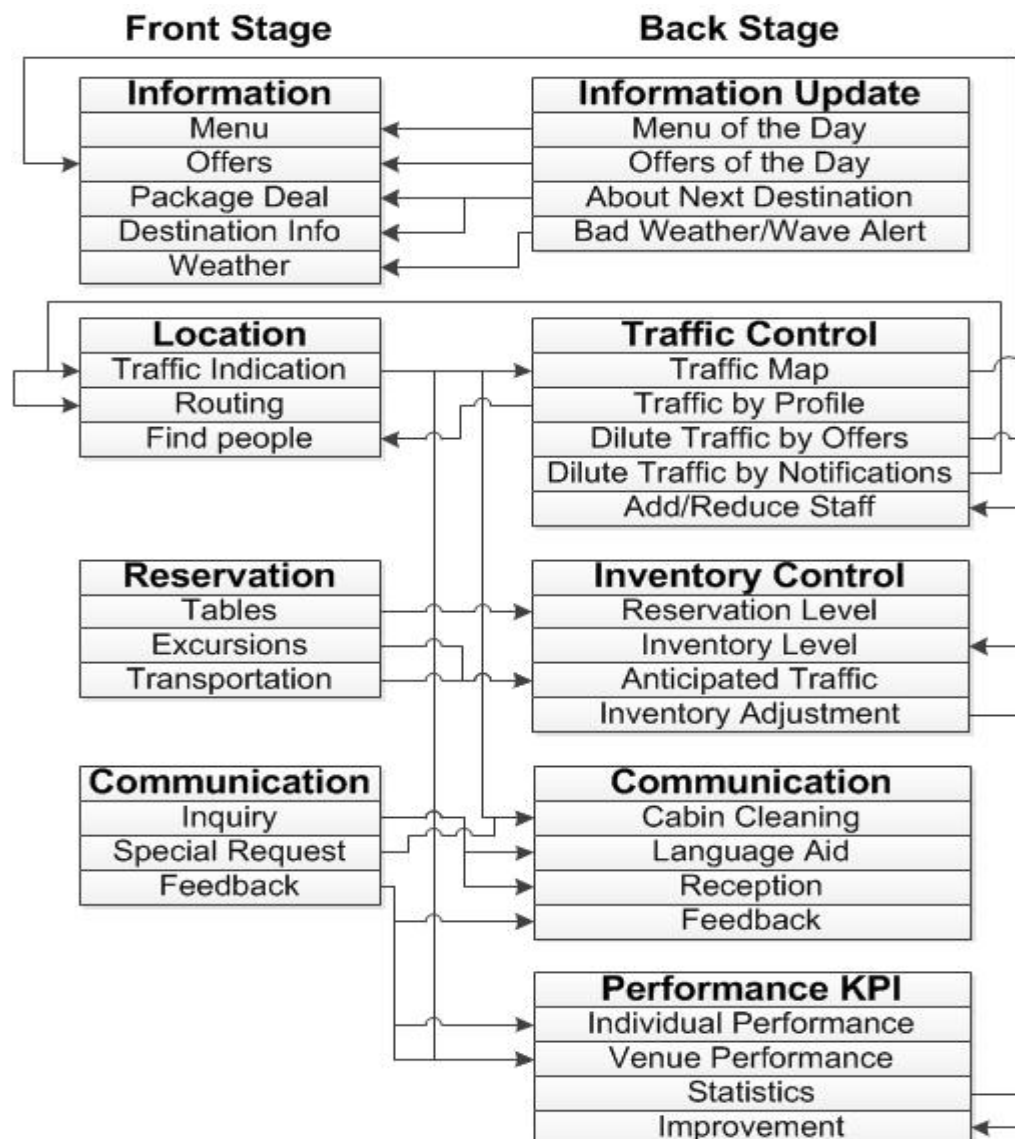 Front Stage
Back Stage
Information
Menu
Offers
Package Deal
Destination Info
Weather
Information Update
Menu of the Day
Offers of the Day
About Next Destination
Bad Weather/Wave Alert
Location
Traffic Indication
Routing
Find people
Traffic Control
Traffic Map
Traffic by Profile
Dilute Traffic by Offers
Dilute Traffic by Notifications
Add/Reduce Staff
Reservation
Tables
Excursions
Transportation
Inventory Control
Reservation Level
Inventory Level
Anticipated Traffic
Inventory Adjustment
Communication
Inquiry
Special Request
Feedback
Communication
Cabin Cleaning
Language Aid
Reception
Feedback
Performance KPI
Individual Performance
Venue Performance
Statistics
Improvement